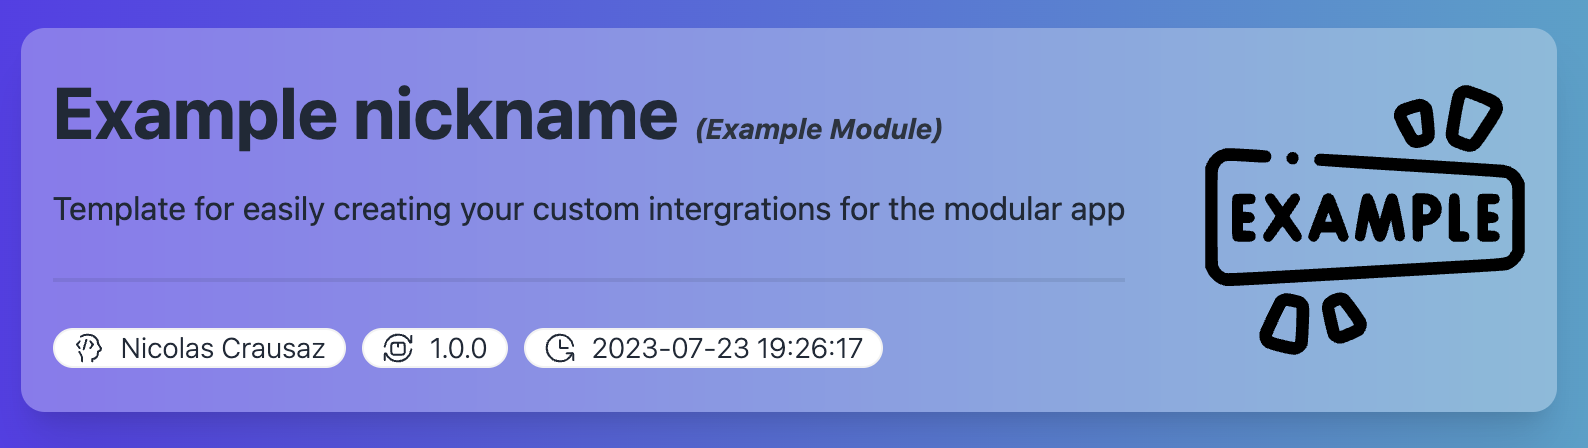 Example nickname (Example Module)
Template for easily creating your custom intergrations for the modular app
Nicolas Crausaz 1.0.0 2023-07-23 19:26:17
EXAMPLE